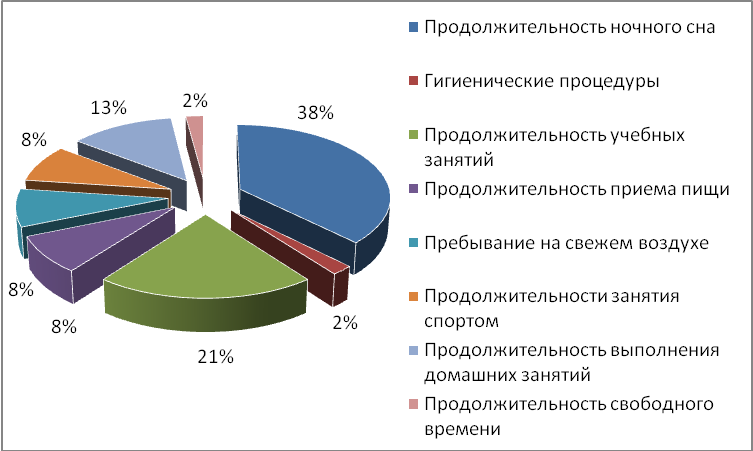 38%
2%
21%
8%
8%
8%
13%
2%
Продолжительность ночного сна
Гигиенические процедуры
Продолжительность учебных
занятий
Продолжительность приема пищи
Пребывание на свежем воздухе
Продолжительности занятия
спортом
Продолжительность выполнения
домашних занятий
Продолжительность свободного
времени